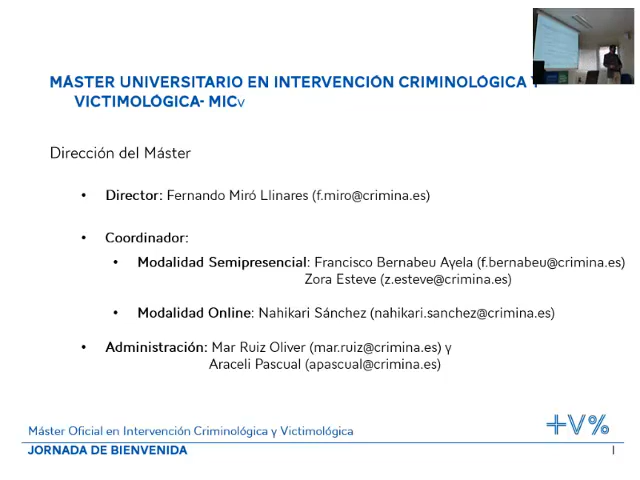 MÁSTER UNIVERSITARIO EN INTERVENCIÓN CRIMINOLÓGICA Y
VICTIMOLÓGICA- MICV
Dirección del Máster
• Director: Fernando Miró Llinares (f.miro@crimina.es)
• Coordinador:
• Modalidad Semipresencial: Francisco Bernabeu Ayela (f.bernabeu@crimina.es)
Zora Esteve (z.esteve@crimina.es)
• Modalidad Online: Nahikari Sánchez (nahikari.sanchez@crimina.es)
• Administración: Mar Ruiz Oliver (mar.ruiz@crimina.es) y
Araceli Pascual (apascual@crimina.es)
Máster Oficial en Intervención Criminológica y Victimológica
+V%
JORNADA DE BIENVENIDA
1